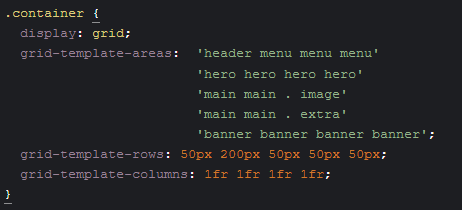 .container {
  display: grid;
  grid-template-areas:  'header menu menu menu'
                        'hero hero hero hero'
                        'main main . image'
                        'main main . extra'
                        'banner banner banner banner';
  grid-template-rows: 50px 200px 50px 50px 50px;
  grid-template-columns: 1fr 1fr 1fr 1fr;
}